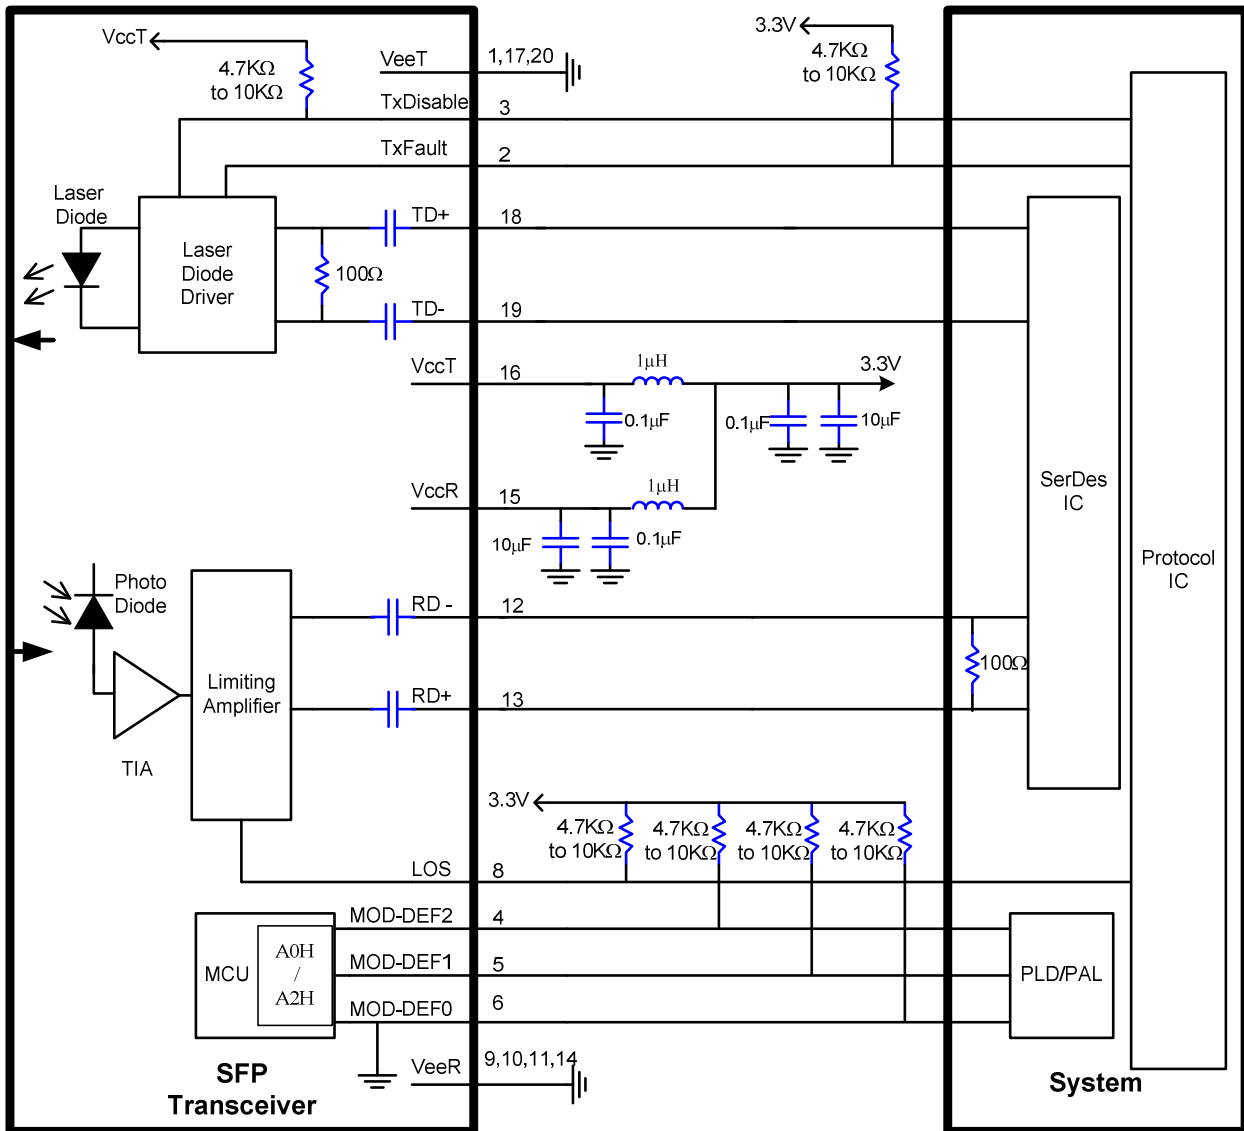 VccT
4.7KΩ
to 10KΩ
VeeT
1,17,20
3.3V
4.7KΩ
to 10KΩ
TxDisable
3
TxFault
2
Laser
Diode
Laser
Diode
Driver
TD+
18
100Ω
TD-
19
VccT
16
1μH
3.3V
0.1μF
0.1μF
10μF
VccR
15
1μH
10μF
0.1μF
SerDes
IC
Protocol
IC
Photo
Diode
RD -
12
Limiting
Amplifier
100Ω
RD+
13
TIA
3.3V
4.7KΩ
to 10KΩ
4.7KΩ
to 10KΩ
4.7KΩ
to 10KΩ
4.7KΩ
to 10KΩ
LOS
8
MOD-DEF2
4
MCU
A0H
/
A2H
MOD-DEF1
5
PLD/PAL
MOD-DEF0
6
VeeR
9,10,11,14
SFP
Transceiver
System